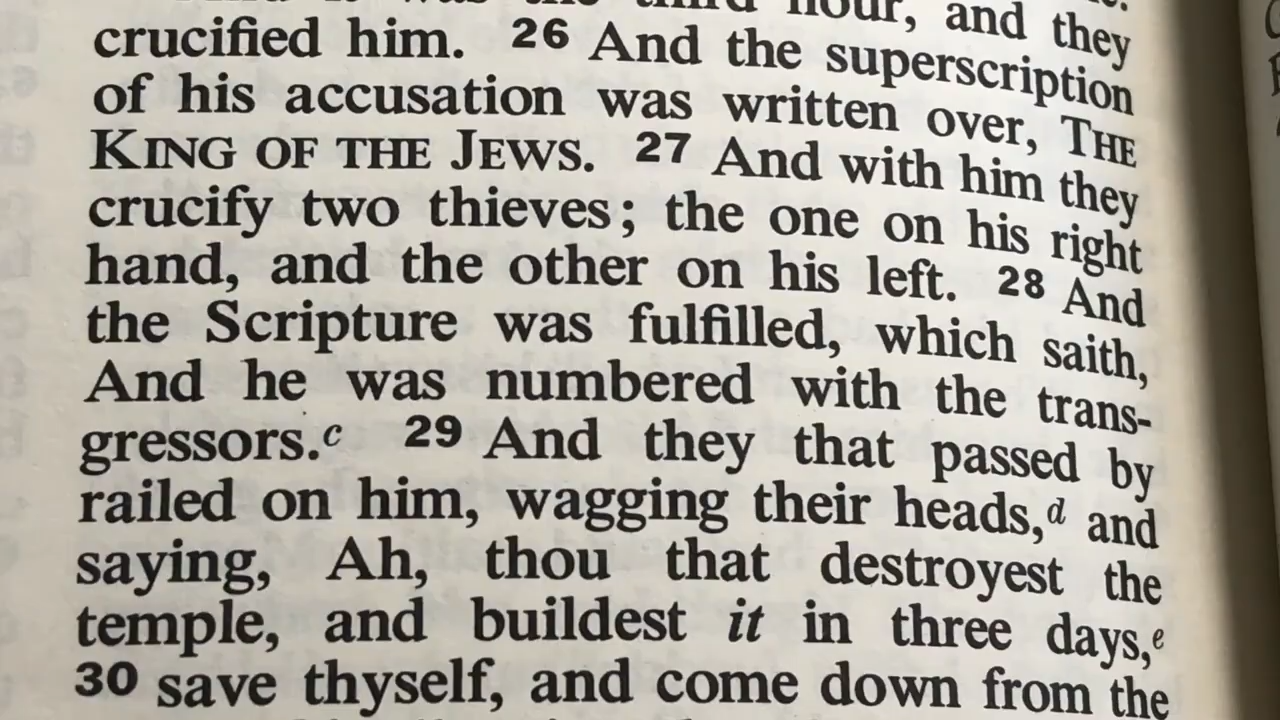 third hour, and they
crucified him. 26 And the superscription
of his accusation was written over, THE
KING OF THE JEWS. 27 And with him they
crucify two thieves; the one on his right
hand, and the other on his left. 28 And
the Scripture was fulfilled, which saith,
And he was numbered with the trans-
gressors.c 29 And they that passed by
railed on him, wagging their heads,d and
saying, Ah, thou that destroyest the
temple, and buildest it in three days,e
30 save thyself, and come down from the